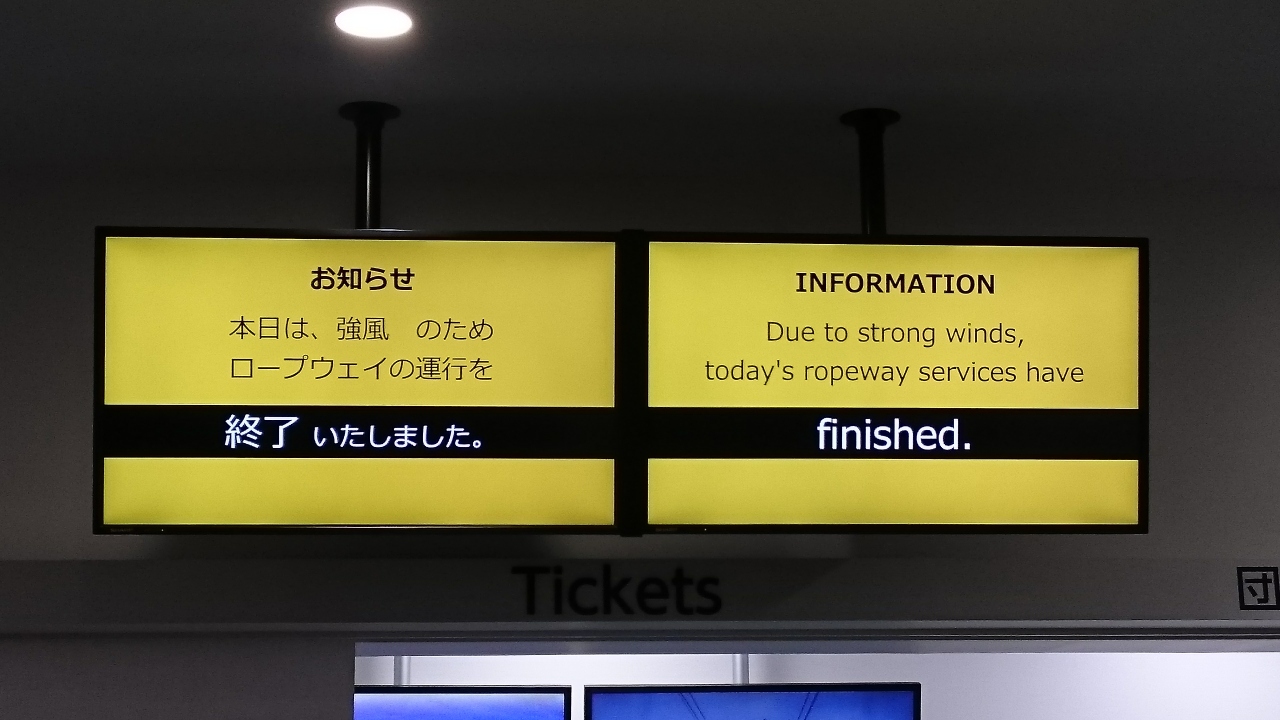 お知らせ
本日は、強風　のため
ロープウェイの運行を
終了 いたしました。
INFORMATION
Due to strong winds,
today's ropeway services have
finished.
Tickets
団